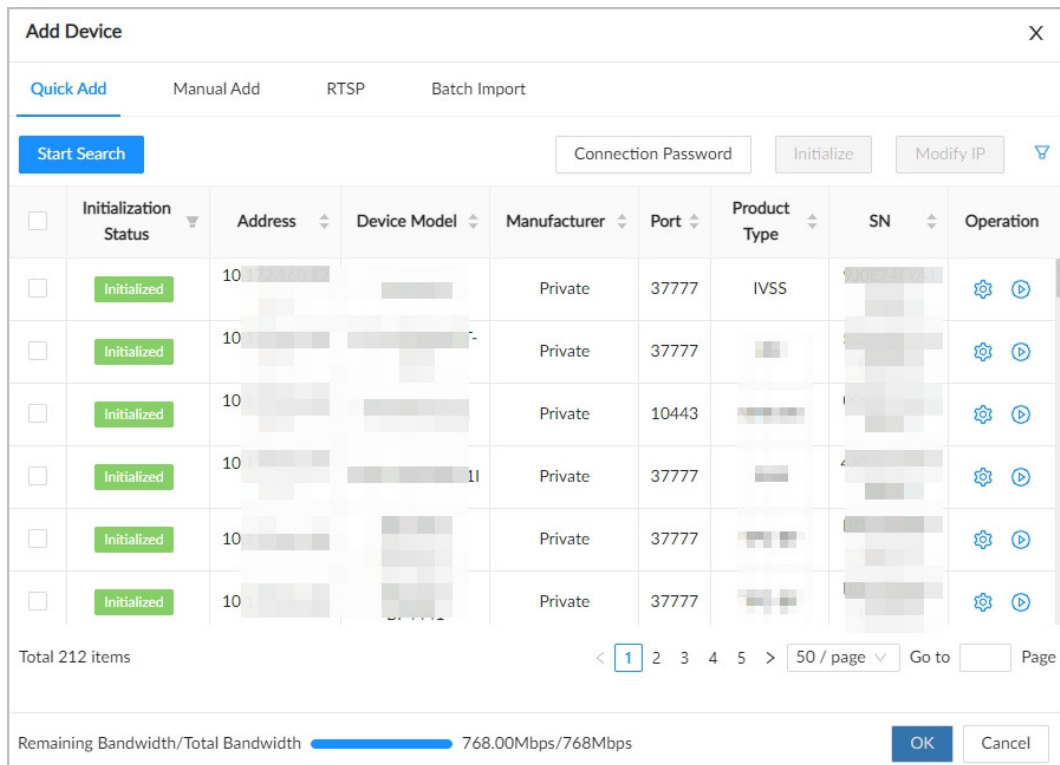 Add Device X
Quick Add Manual Add RTSP Batch Import
Start Search Connection Password Initialize Modify IP
Initialization Status Address Device Model Manufacturer Port Product Type SN Operation
Initialized 10 Private 37777 IVSS
Initialized 10 Private 37777
Initialized 10 Private 10443
Initialized 10 1I Private 37777
Initialized 10 Private 37777
Initialized 10 Private 37777
Total 212 items < 1 2 3 4 5 > 50 / page Go to Page
Remaining Bandwidth/Total Bandwidth 768.00Mbps/768Mbps OK Cancel